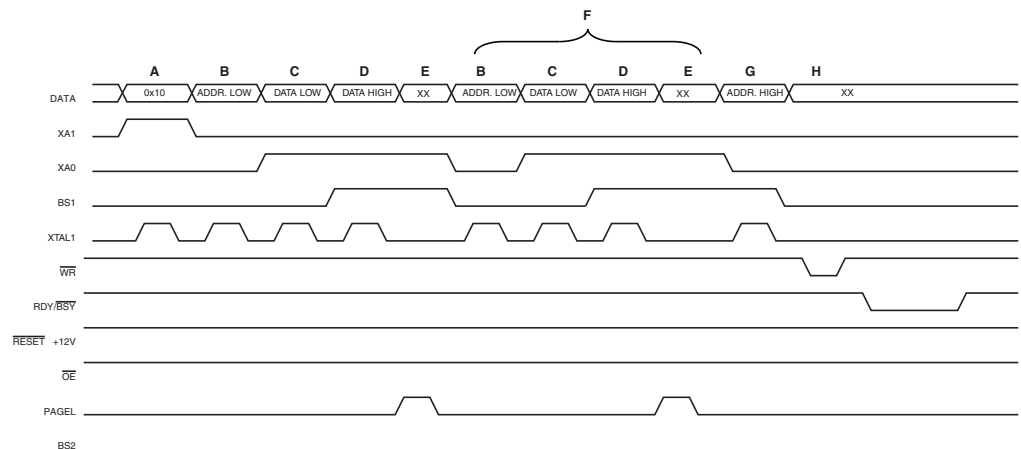 F
A B C D E B C D E G H
DATA 0x10 ADDR. LOW DATA LOW DATA HIGH XX ADDR. LOW DATA LOW DATA HIGH XX ADDR. HIGH XX
XA1
XA0
BS1
XTAL1
WR
RDY/BSY
RESET +12V
OE
PAGEL
BS2